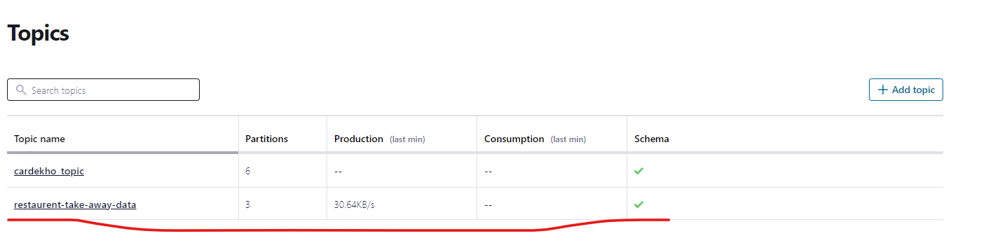 Topics
Search topics
Add topic
Topic name Partitions Production (last min) Consumption (last min) Schema
cardekho_topic 6 -- --
restaurent-take-away-data 3 30.64KB/s --